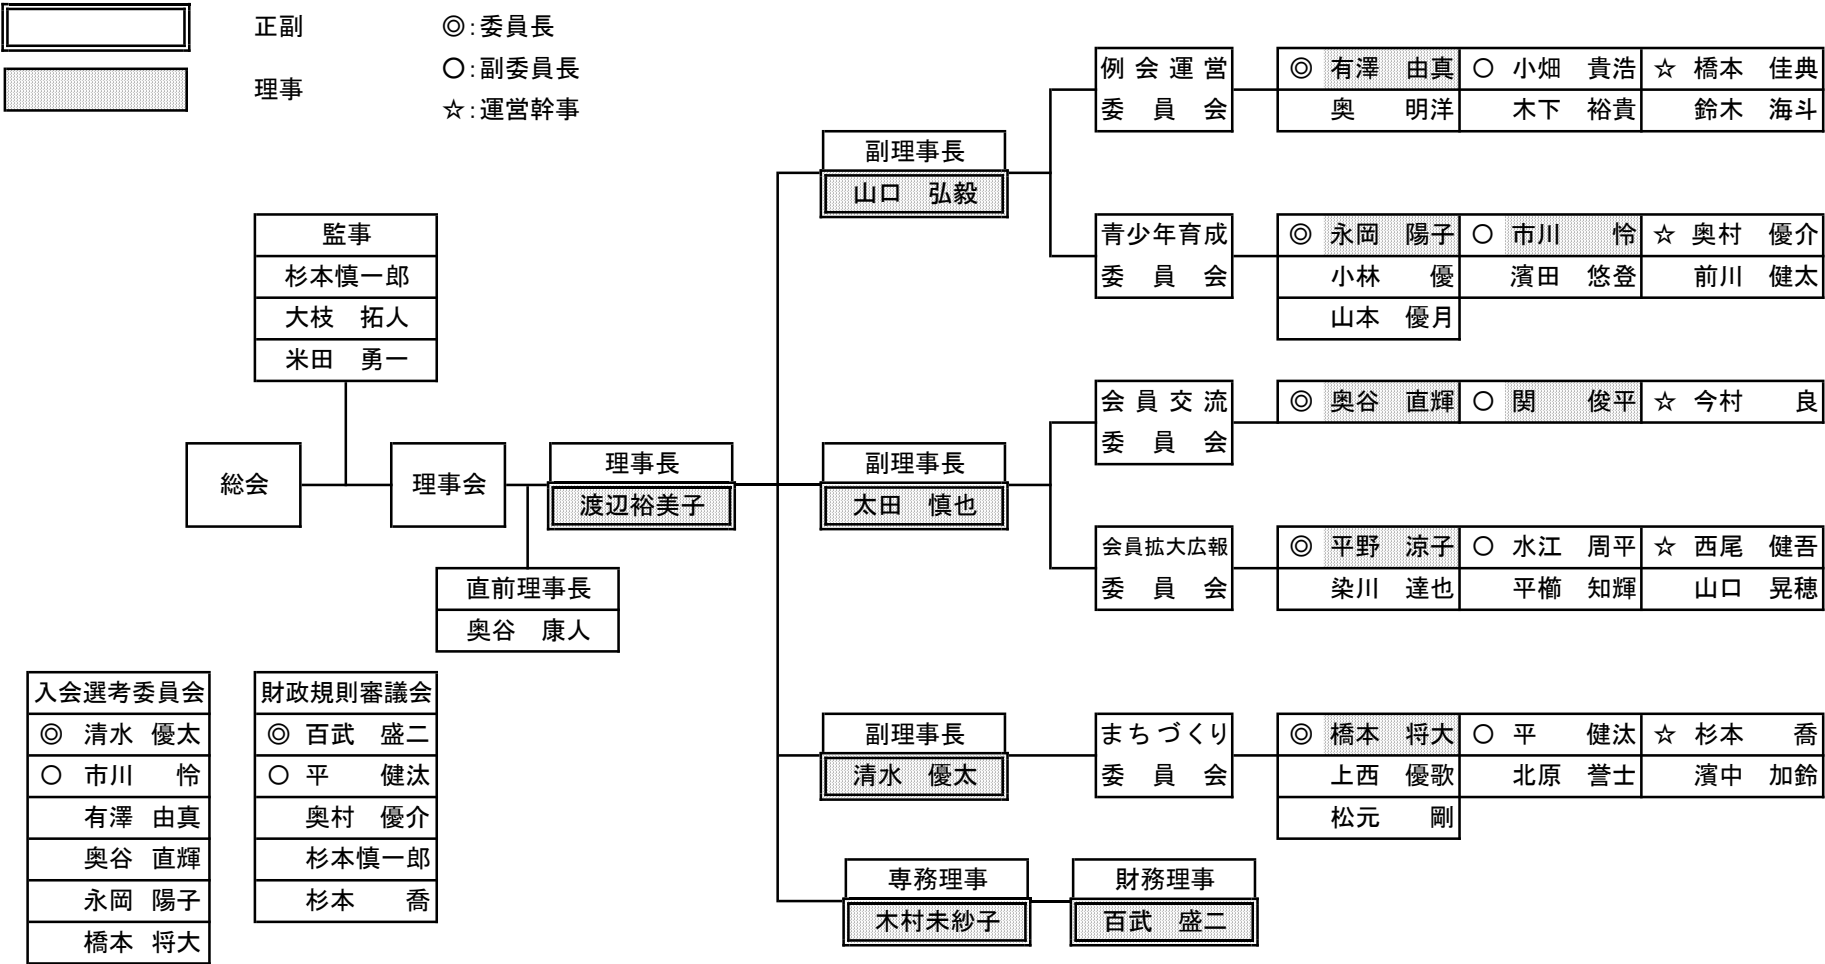 正副
理事
◎：委員長
○：副委員長
☆：運営幹事
監事
杉本慎一郎
大枝　拓人
米田　勇一
総会
理事会
理事長
渡辺裕美子
直前理事長
奥谷　康人
副理事長
山口　弘毅
例会運営
委員会
◎ 有澤　由真 ○ 小畑　貴浩 ☆ 橋本　佳典
奥　明洋 木下　裕貴 鈴木　海斗
青少年育成
委員会
◎ 永岡　陽子 ○ 市川　怜 ☆ 奥村　優介
小林　優 濱田　悠登 前川　健太
山本　優月
副理事長
太田　慎也
会員交流
委員会
◎ 奥谷　直輝 ○ 関　俊平 ☆ 今村　良
会員拡大広報
委員会
◎ 平野　涼子 ○ 水江　周平 ☆ 西尾　健吾
染川　達也 平櫛　知輝 山口　晃穂
副理事長
清水　優太
まちづくり
委員会
◎ 橋本　将大 ○ 平　健汰 ☆ 杉本　喬
上西　優歌 北原　誉士 濱中　加鈴
松元　剛
専務理事
木村未紗子
財務理事
百武　盛二
入会選考委員会
◎ 清水　優太
○ 市川　怜
有澤　由真
奥谷　直輝
永岡　陽子
橋本　将大
財政規則審議会
◎ 百武　盛二
○ 平　健汰
奥村　優介
杉本慎一郎
杉本　喬